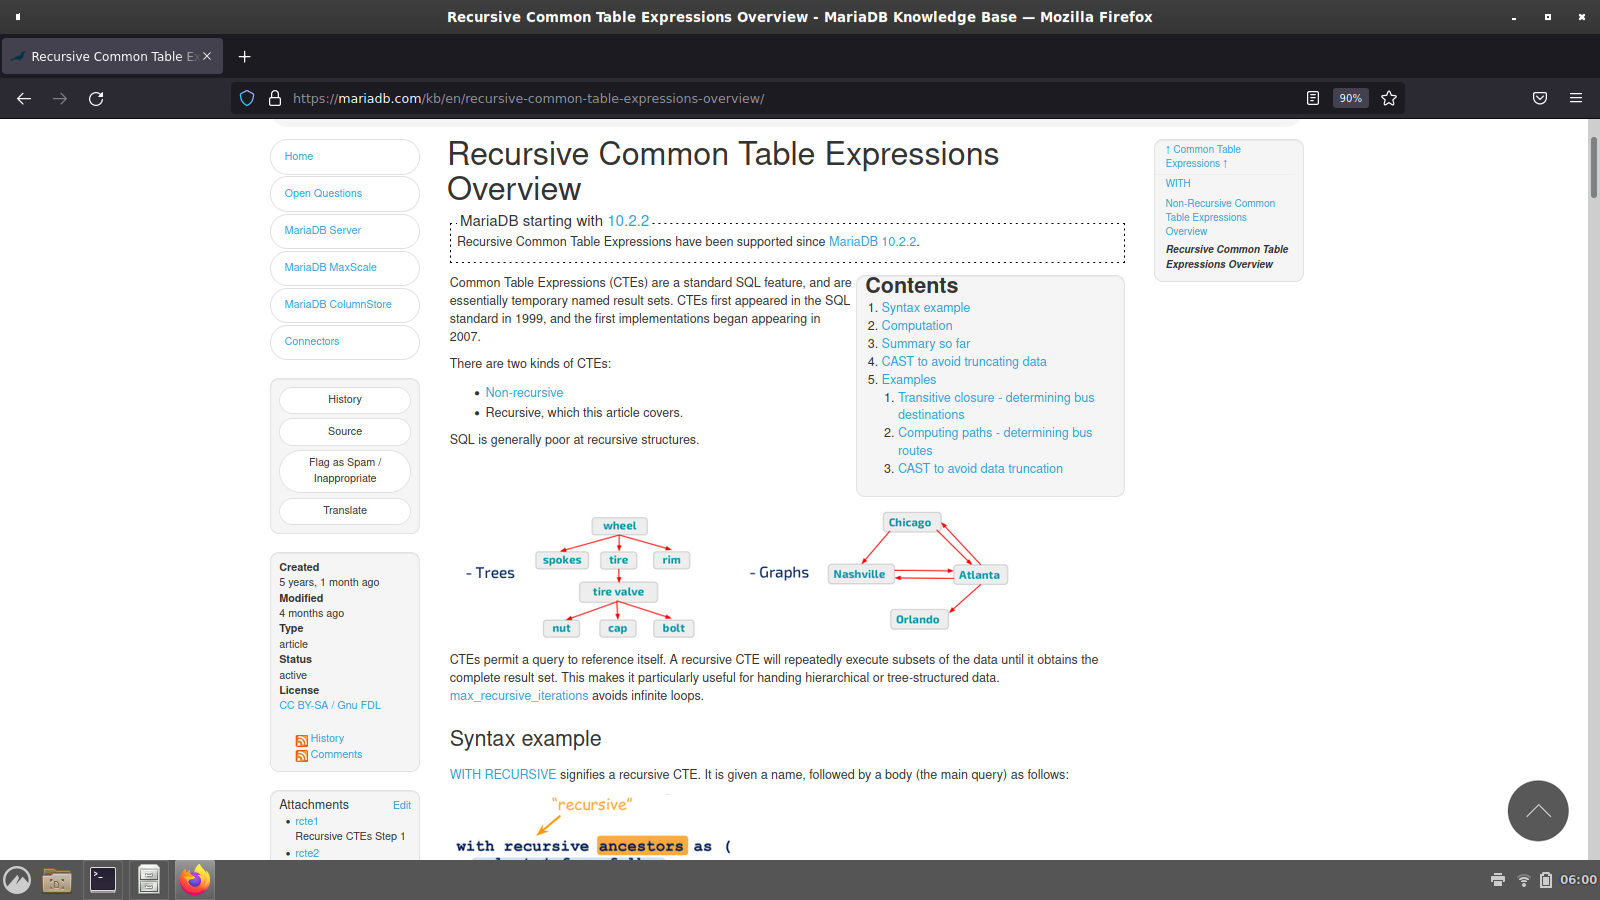 Recursive Common Table Expressions Overview - MariaDB Knowledge Base — Mozilla Firefox
Recursive Common Table Ex
https://mariadb.com/kb/en/recursive-common-table-expressions-overview/
90%
Home
Open Questions
MariaDB Server
MariaDB MaxScale
MariaDB ColumnStore
Connectors
History
Source
Flag as Spam /
Inappropriate
Translate
Created
5 years, 1 month ago
Modified
4 months ago
Type
article
Status
active
License
CC BY-SA / Gnu FDL
History
Comments
Attachments Edit
• rcte1
Recursive CTEs Step 1
• rcte2
Recursive Common Table Expressions
Overview
MariaDB starting with 10.2.2
Recursive Common Table Expressions have been supported since MariaDB 10.2.2.
Common Table Expressions (CTEs) are a standard SQL feature, and are
essentially temporary named result sets. CTEs first appeared in the SQL
standard in 1999, and the first implementations began appearing in
2007.
There are two kinds of CTEs:
• Non-recursive
• Recursive, which this article covers.
SQL is generally poor at recursive structures.
Contents
1. Syntax example
2. Computation
3. Summary so far
4. CAST to avoid truncating data
5. Examples
1. Transitive closure - determining bus
destinations
2. Computing paths - determining bus
routes
3. CAST to avoid data truncation
- Trees
wheel
spokes tire rim
tire valve
nut cap bolt
- Graphs
Chicago
Nashville Atlanta
Orlando
CTEs permit a query to reference itself. A recursive CTE will repeatedly execute subsets of the data until it obtains the
complete result set. This makes it particularly useful for handing hierarchical or tree-structured data.
max_recursive_iterations avoids infinite loops.
Syntax example
WITH RECURSIVE signifies a recursive CTE. It is given a name, followed by a body (the main query) as follows:
“recursive”
with recursive ancestors as (
↑ Common Table
Expressions ↑
WITH
Non-Recursive Common
Table Expressions
Overview
Recursive Common Table
Expressions Overview
06:00